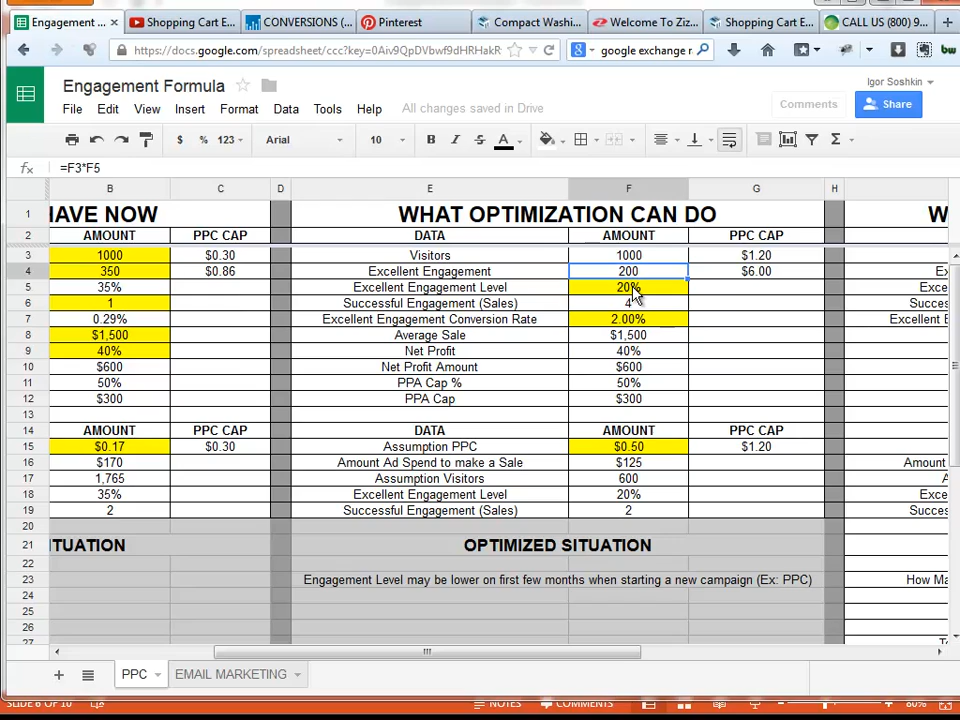 Engagement ...
Shopping Cart E...
CONVERSIONS (...
Pinterest
Compact Washi...
Welcome To Ziz...
Shopping Cart E...
CALL US (800) 9...
https://docs.google.com/spreadsheet/ccc?key=0Aiv9QpDVbwf9dHRHakR
google exchange r
bw
Engagement Formula
Igor Soshkin
File Edit View Insert Format Data Tools Help All changes saved in Drive
Comments
Share
$ % 123 Arial 10 B I S A Σ
fx =F3*F5
B C D E F G H
1 HAVE NOW WHAT OPTIMIZATION CAN DO W
2 AMOUNT PPC CAP DATA AMOUNT PPC CAP
3 1000 $0.30 Visitors 1000 $1.20
4 350 $0.86 Excellent Engagement 200 $6.00 Ex
5 35% Excellent Engagement Level 20% Exce
6 1 Successful Engagement (Sales) 4 Succes
7 0.29% Excellent Engagement Conversion Rate 2.00% Excellent E
8 $1,500 Average Sale $1,500
9 40% Net Profit 40%
10 $600 Net Profit Amount $600
11 50% PPA Cap % 50%
12 $300 PPA Cap $300
13
14 AMOUNT PPC CAP DATA AMOUNT PPC CAP
15 $0.17 $0.30 Assumption PPC $0.50 $1.20
16 $170 Amount Ad Spend to make a Sale $125 Amount
17 1,765 Assumption Visitors 600 A
18 35% Excellent Engagement Level 20% Exce
19 2 Successful Engagement (Sales) 2 Succes
20
21 ITUATION OPTIMIZED SITUATION
22
23 Engagement Level may be lower on first few months when starting a new campaign (Ex: PPC) How Ma
24
25
26
27
PPC EMAIL MARKETING
SLIDE 6 OF 10 NOTES COMMENTS 80%